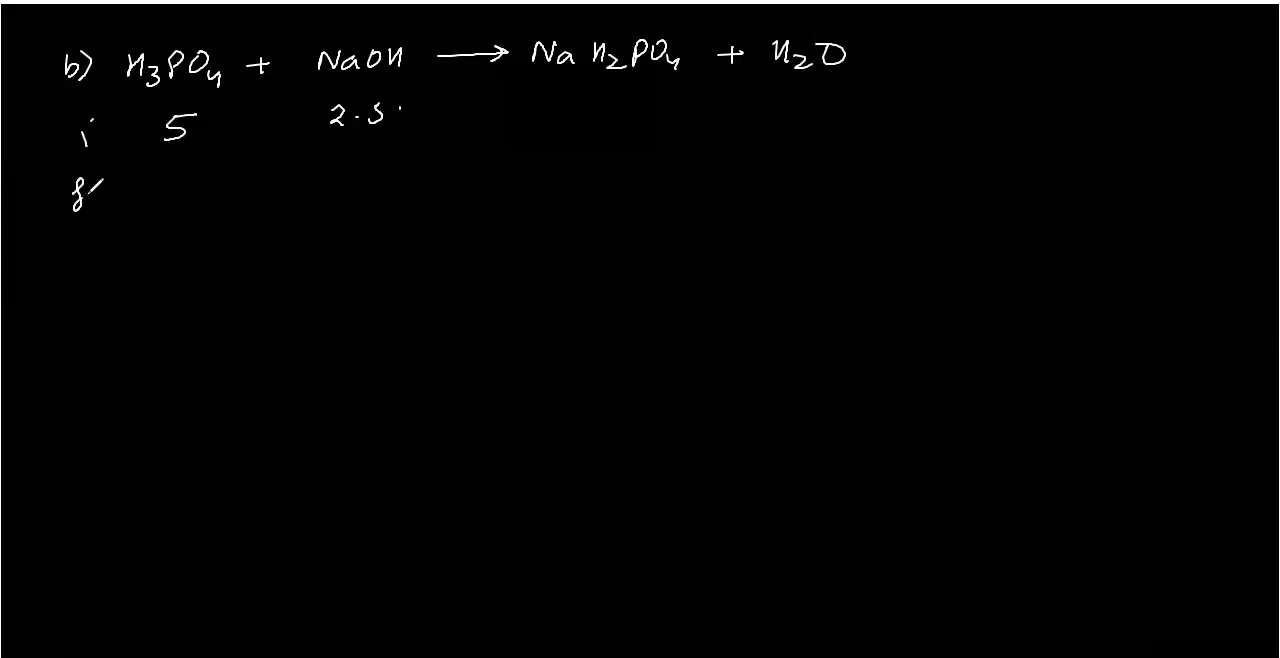 b) H₃PO₄ + NaOH ⟶ NaH₂PO₄ + H₂O
i 5 2.5
f